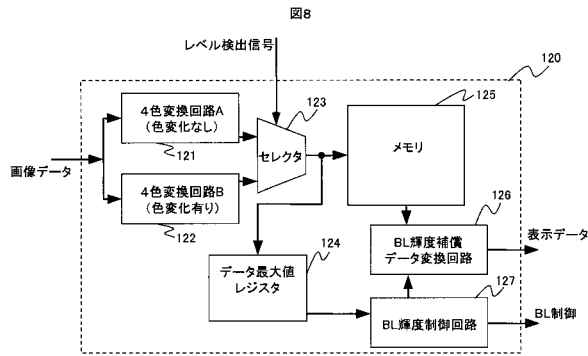 図8
レベル検出信号
120
4色変換回路A
(色変化なし)
121
123
セレクタ
125
メモリ
画像データ
4色変換回路B
(色変化有り)
122
126
BL輝度補償
データ変換回路
表示データ
124
データ最大値
レジスタ
127
BL輝度制御回路
BL制御